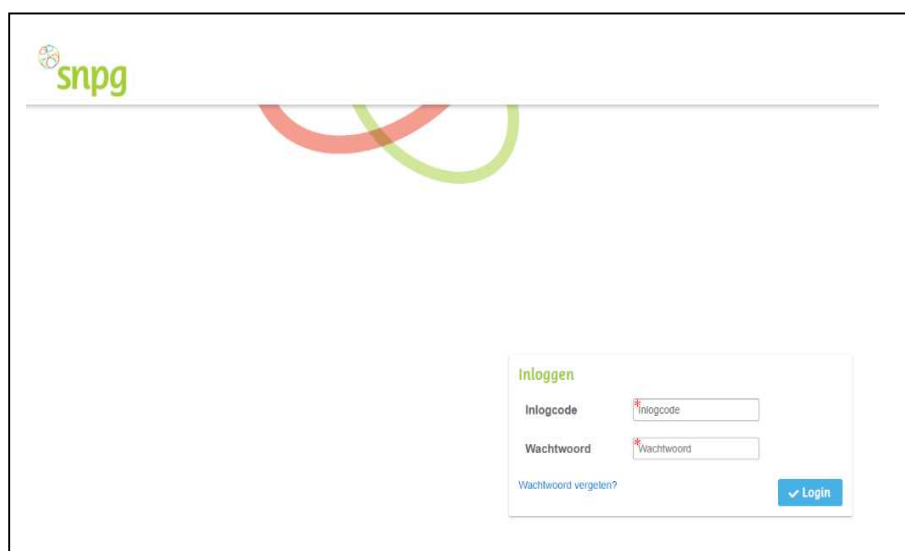 snpg
Inloggen
Inlogcode * Inlogcode
Wachtwoord * Wachtwoord
Wachtwoord vergeten?
Login